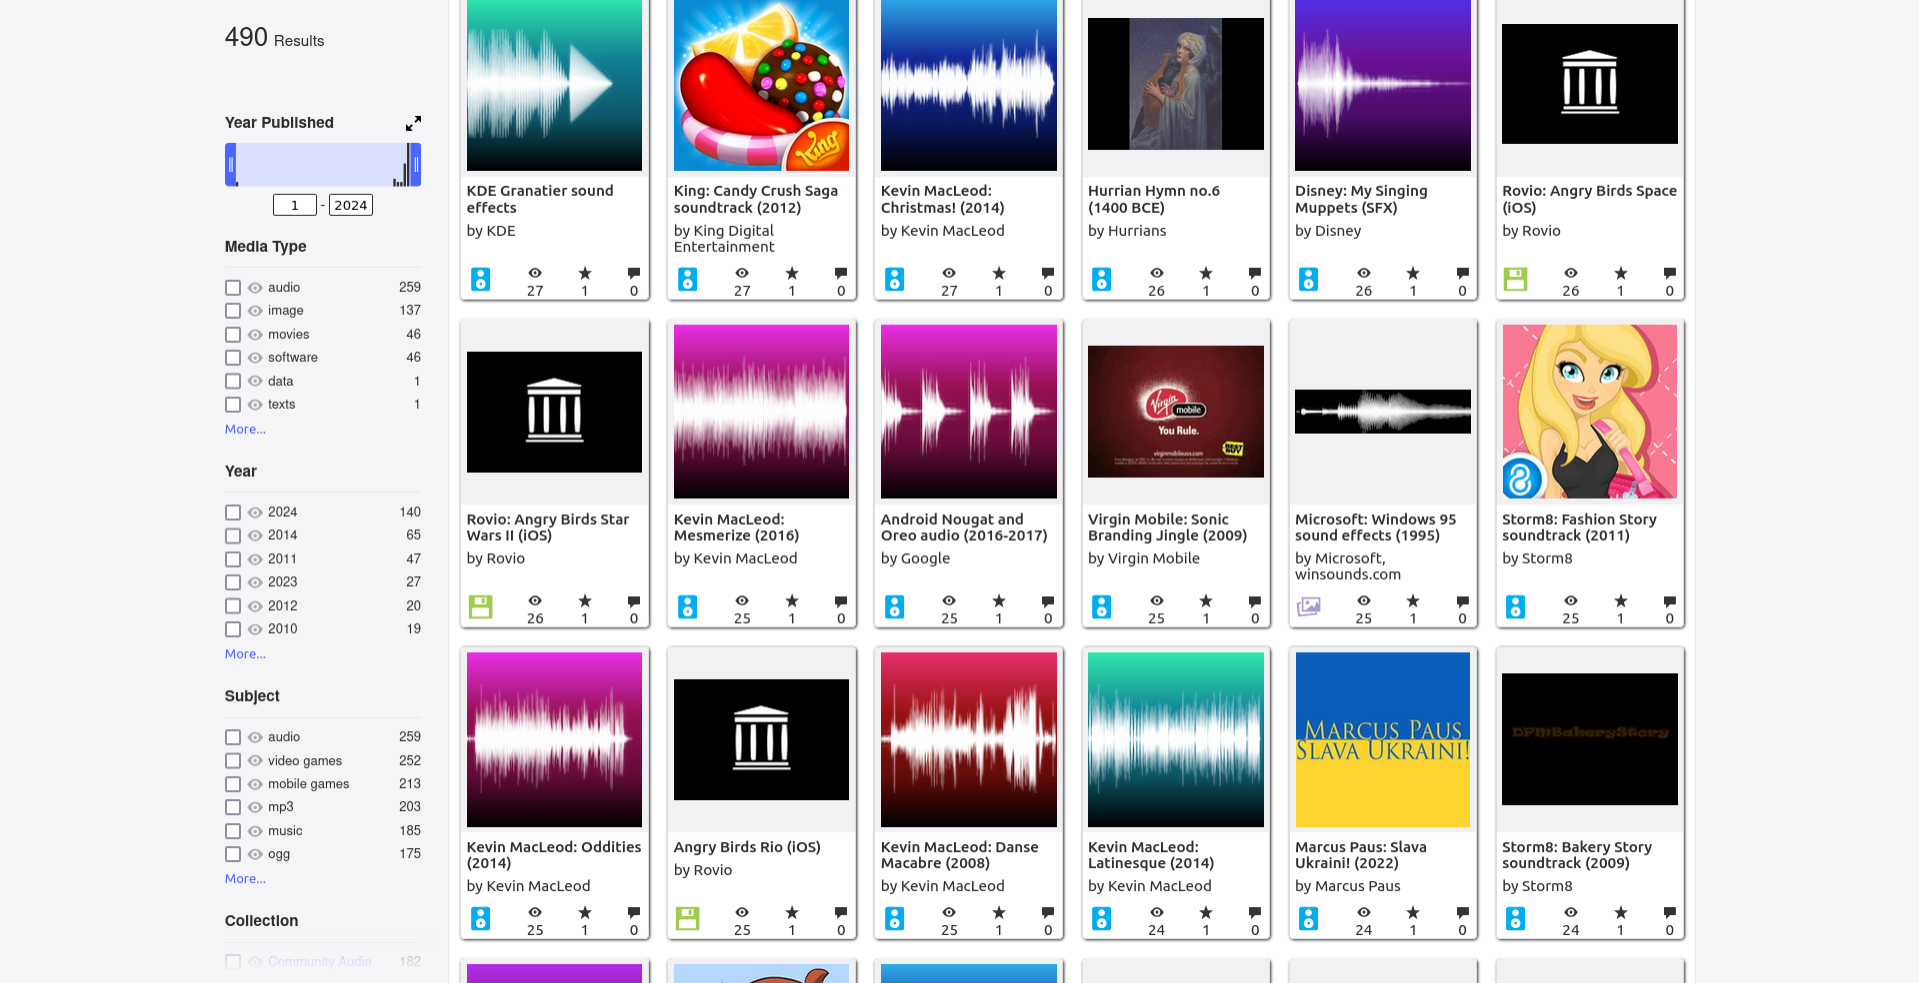 490 Results
Year Published
1 - 2024
Media Type
audio 259
image 137
movies 46
software 46
data 1
texts 1
More...
Year
2024 140
2014 65
2011 47
2023 27
2012 20
2010 19
More...
Subject
audio 259
video games 252
mobile games 213
mp3 203
music 185
ogg 175
More...
Collection
Community Audio 182
KDE Granatier sound
effects
by KDE
27 1 0
King
King: Candy Crush Saga
soundtrack (2012)
by King Digital
Entertainment
27 1 0
Kevin MacLeod:
Christmas! (2014)
by Kevin MacLeod
27 1 0
Hurrian Hymn no.6
(1400 BCE)
by Hurrians
26 1 0
Disney: My Singing
Muppets (SFX)
by Disney
26 1 0
Rovio: Angry Birds Space
(iOS)
by Rovio
26 1 0
Rovio: Angry Birds Star
Wars II (iOS)
by Rovio
26 1 0
Kevin MacLeod:
Mesmerize (2016)
by Kevin MacLeod
25 1 0
Android Nougat and
Oreo audio (2016-2017)
by Google
25 1 0
Virgin
mobile
You Rule.
virginmobileusa.com
Virgin Mobile: Sonic
Branding Jingle (2009)
by Virgin Mobile
25 1 0
Microsoft: Windows 95
sound effects (1995)
by Microsoft,
winsounds.com
25 1 0
8
Storm8: Fashion Story
soundtrack (2011)
by Storm8
25 1 0
Kevin MacLeod: Oddities
(2014)
by Kevin MacLeod
25 1 0
Angry Birds Rio (iOS)
by Rovio
25 1 0
Kevin MacLeod: Danse
Macabre (2008)
by Kevin MacLeod
25 1 0
Kevin MacLeod:
Latinesque (2014)
by Kevin MacLeod
24 1 0
MARCUS PAUS
SLAVA UKRAINI!
Marcus Paus: Slava
Ukraini! (2022)
by Marcus Paus
24 1 0
DPMBakeryStory
Storm8: Bakery Story
soundtrack (2009)
by Storm8
24 1 0